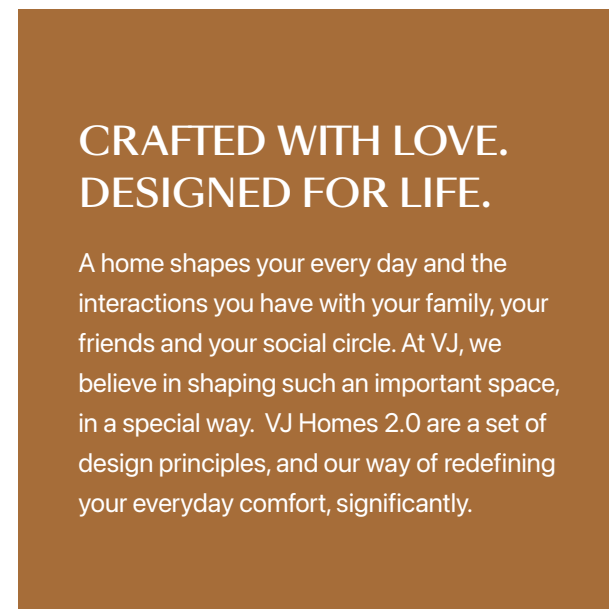 CRAFTED WITH LOVE.
DESIGNED FOR LIFE.
A home shapes your every day and the
interactions you have with your family, your
friends and your social circle. At VJ, we
believe in shaping such an important space,
in a special way.  VJ Homes 2.0 are a set of
design principles, and our way of redefining
your everyday comfort, significantly.